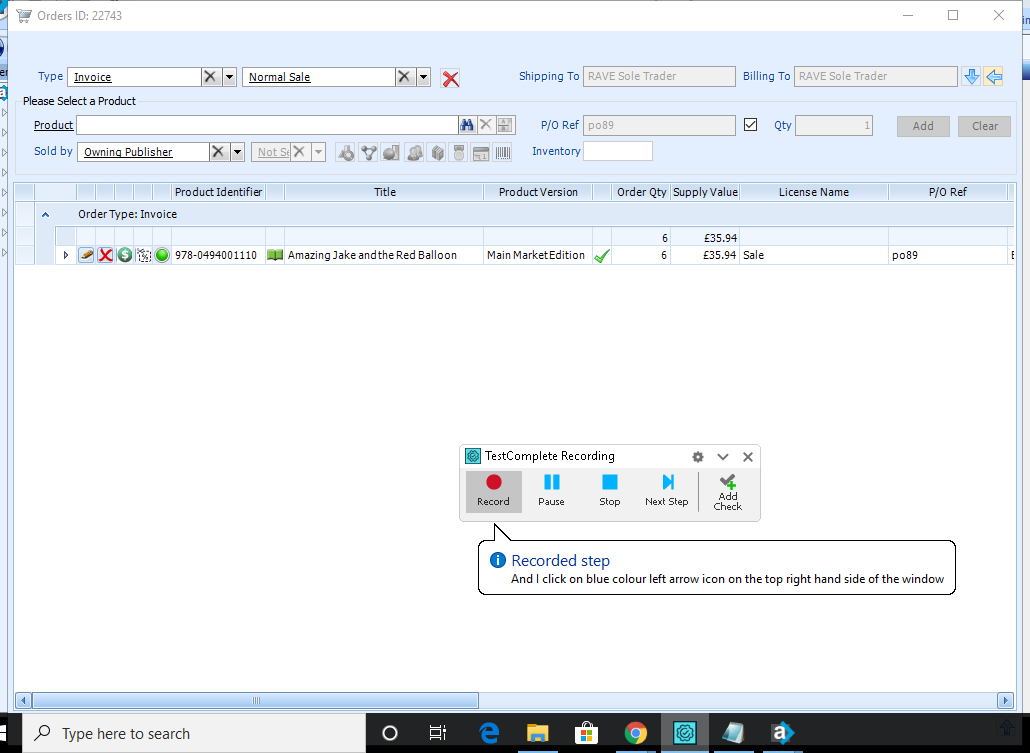 Orders ID: 22743
Type Invoice Normal Sale Shipping To RAVE Sole Trader Billing To RAVE Sole Trader
Please Select a Product
Product P/O Ref po89 Qty 1 Add Clear
Sold by Owning Publisher Not Se Inventory
Product Identifier Title Product Version Order Qty Supply Value License Name P/O Ref
Order Type: Invoice
6 £35.94
978-0494001110 Amazing Jake and the Red Balloon Main Market Edition 6 £35.94 Sale po89
TestComplete Recording
Record Pause Stop Next Step Add
Check
Recorded step
And I click on blue colour left arrow icon on the top right hand side of the window
Type here to search